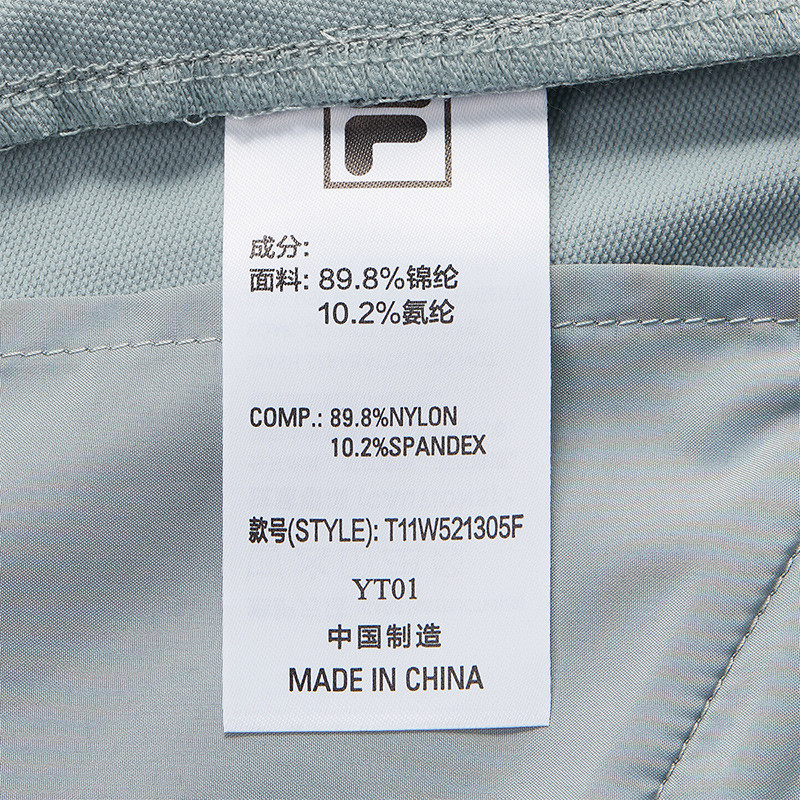 成分:
面料: 89.8%锦纶
10.2%氨纶
COMP.: 89.8%NYLON
10.2%SPANDEX
款号(STYLE): T11W521305F
YT01
中国制造
MADE IN CHINA